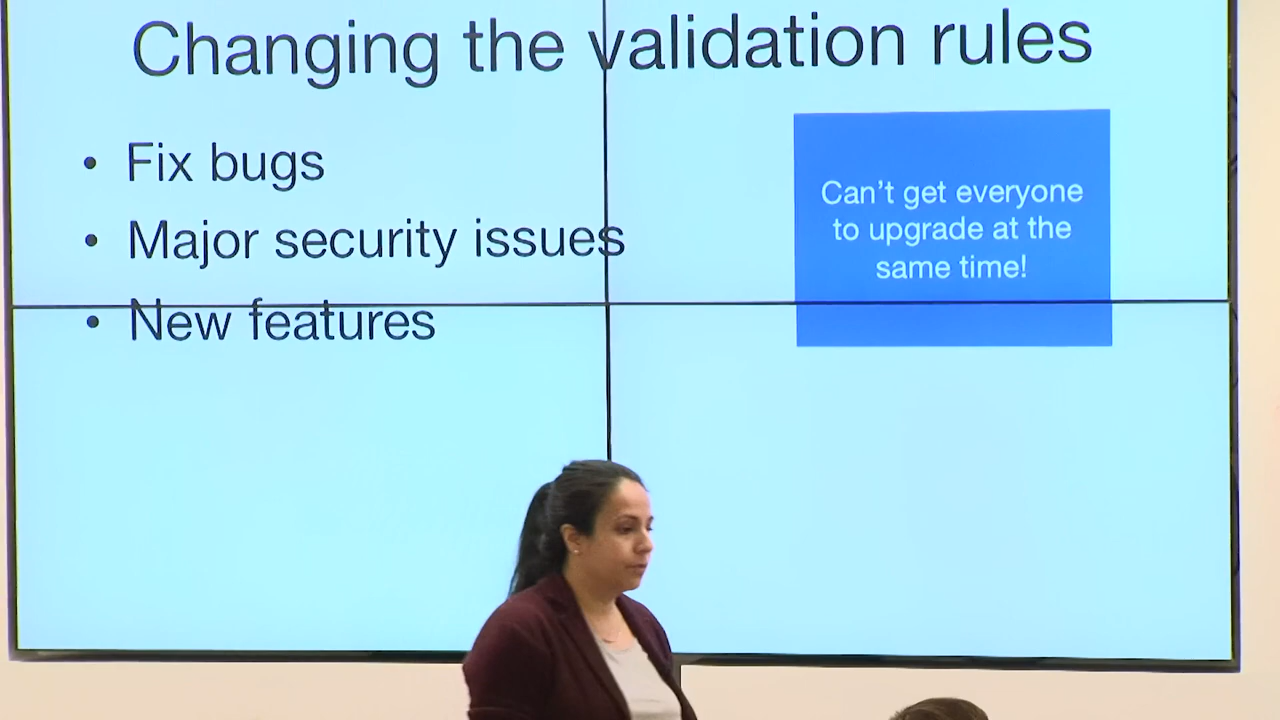 Changing the validation rules
• Fix bugs
• Major security issues
• New features
Can't get everyone
to upgrade at the
same time!